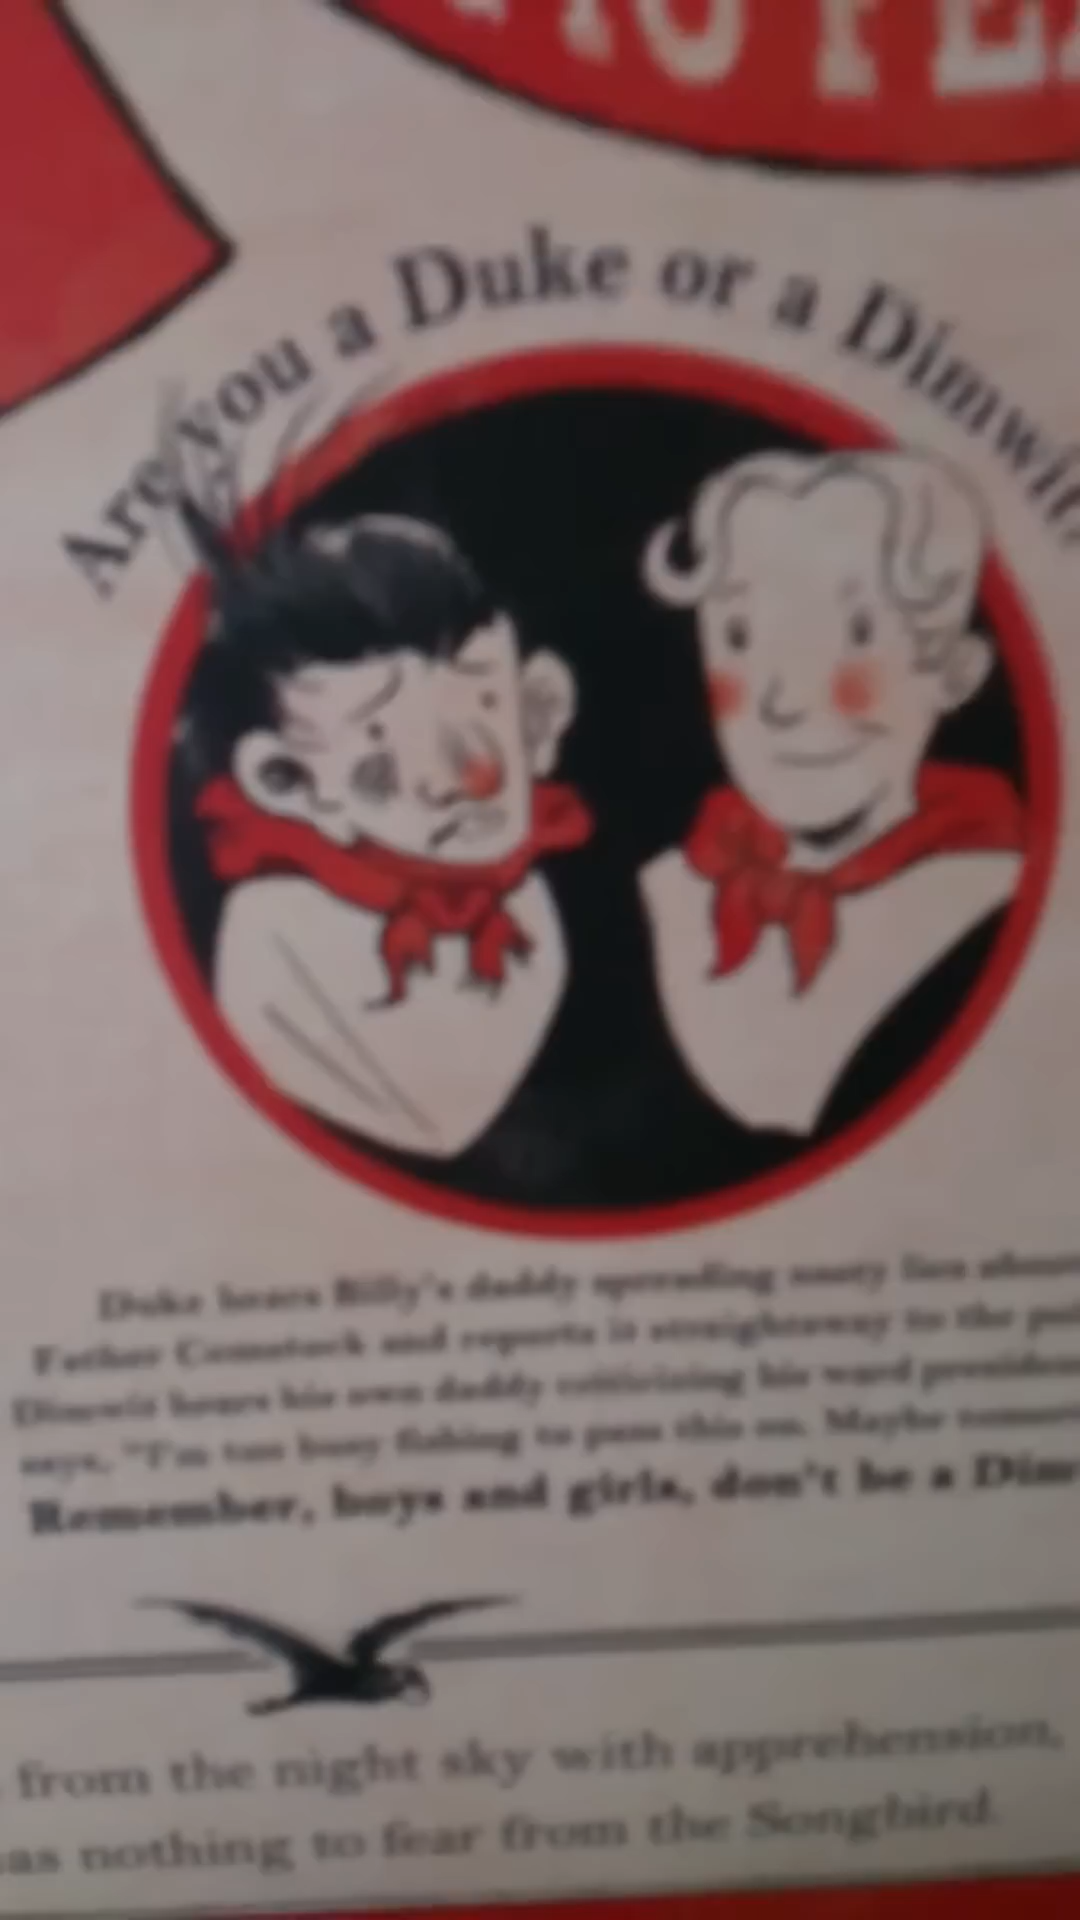 Are you a Duke or a Dimwit?
Duke hears Billy's daddy spreading nasty lies about
Father Comstock and reports it straightaway to the
Dimwit hears his own daddy criticizing his ward
says, "I'm too busy fishing to pass this on. Maybe
Remember, boys and girls, don't be a
from the night sky with apprehension,
nothing to fear from the Songbird.